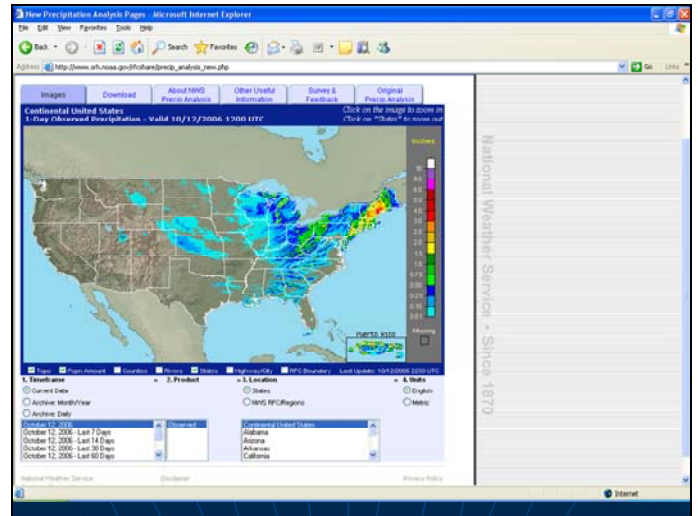 New Precipitation Analysis Pages - Microsoft Internet Explorer
File Edit View Favorites Tools Help
Back Search Favorites
Address http://www.srh.noaa.gov/rfcshare/precip_analysis_new.php Go Links
Images
Download
About NWS Precip Analysis
Other Useful Information
Survey & Feedback
Original Precip Analysis
Continental United States
1-Day Observed Precipitation - Valid 10/12/2006 1200 UTC
Click on the image to zoom in
Click on "States" to zoom out
Puerto Rico
Missing
Topo Pcpn Amount Counties Rivers States Highway/City RFC Boundary Last Update: 10/12/2006 2250 UTC
1. Timeframe » 2. Product » 3. Location » 4. Units
Current Date States English
Archive: Month/Year NWS RFC/Regions Metric
Archive: Daily
October 12, 2006 Observed Continental United States
October 12, 2006 - Last 7 Days Alabama
October 12, 2006 - Last 14 Days Arizona
October 12, 2006 - Last 30 Days Arkansas
October 12, 2006 - Last 60 Days California
National Weather Service Disclaimer Privacy Policy
National Weather Service - Since 1870
Internet